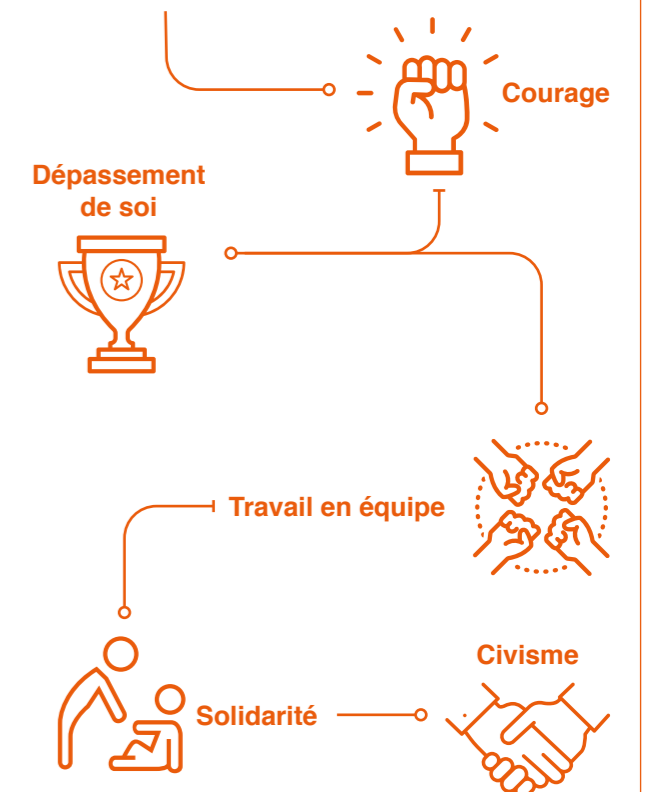 Courage
Dépassement
de soi
Travail en équipe
Civisme
Solidarité